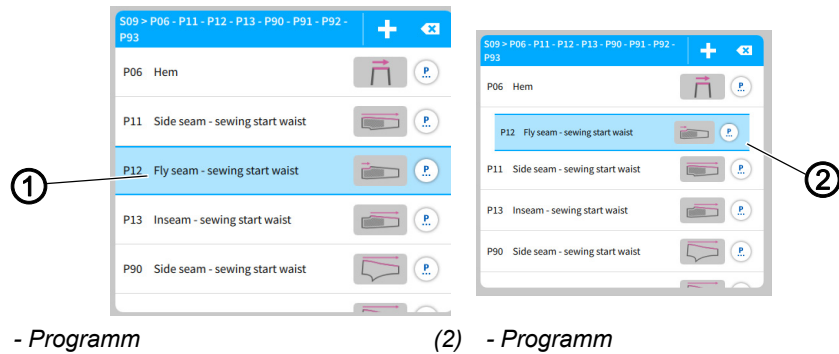 S09 > P06 - P11 - P12 - P13 - P90 - P91 - P92 -
P93
P06 Hem P
P11 Side seam - sewing start waist P
P12 Fly seam - sewing start waist P
P13 Inseam - sewing start waist P
P90 Side seam - sewing start waist P
1
S09 > P06 - P11 - P12 - P13 - P90 - P91 - P92 -
P93
P06 Hem P
P12 Fly seam - sewing start waist P
P11 Side seam - sewing start waist P
P13 Inseam - sewing start waist P
P90 Side seam - sewing start waist P
2
- Programm
(2) - Programm